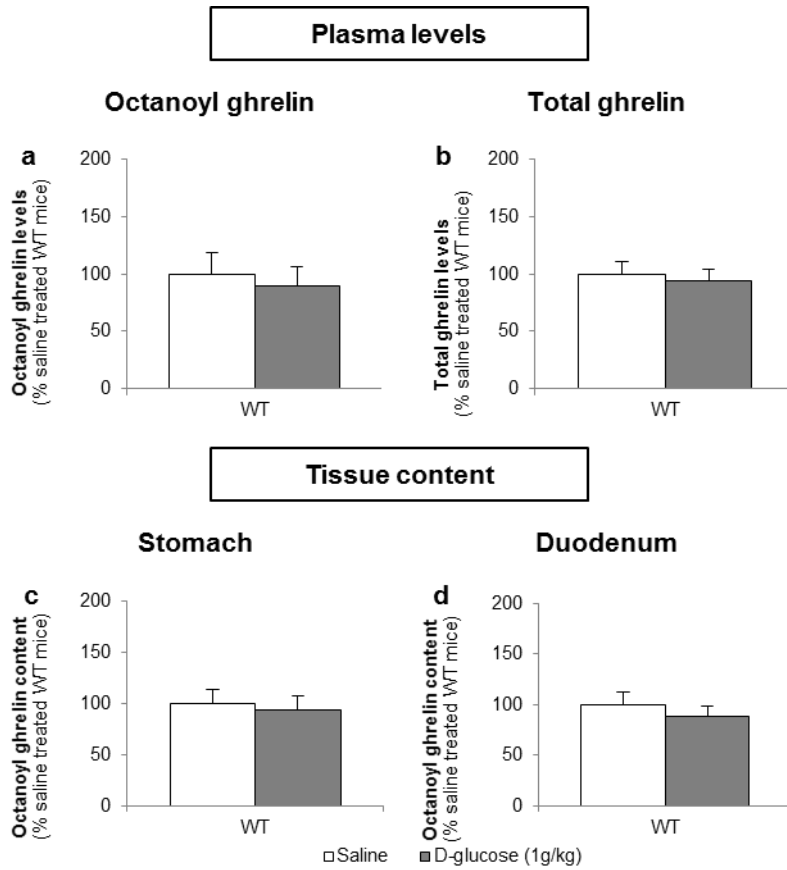 Plasma levels
Octanoyl ghrelin
Total ghrelin
a
Octanoyl ghrelin levels
(% saline treated WT mice)
200
150
100
50
0
WT
b
Total ghrelin levels
(% saline treated WT mice)
200
150
100
50
0
WT
Tissue content
Stomach
Duodenum
c
Octanoyl ghrelin content
(% saline treated WT mice)
200
150
100
50
0
WT
d
Octanoyl ghrelin content
(% saline treated WT mice)
200
150
100
50
0
WT
Saline
D-glucose (1g/kg)